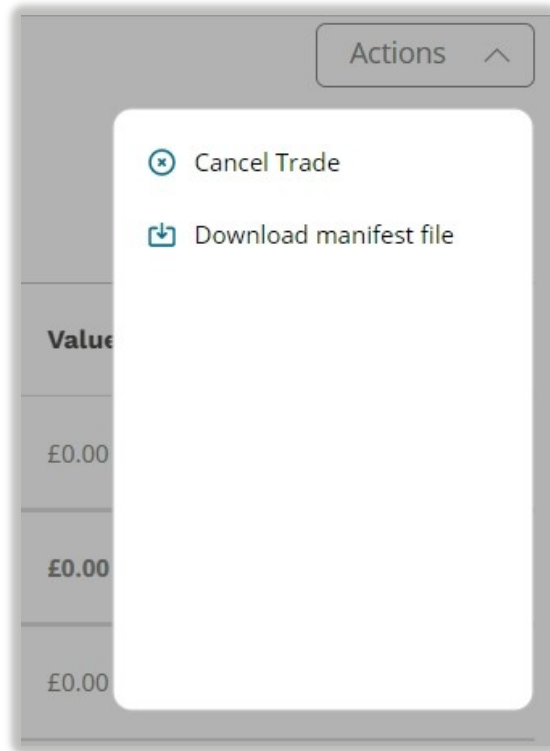 Actions
Cancel Trade
Download manifest file
Value
£0.00
£0.00
£0.00